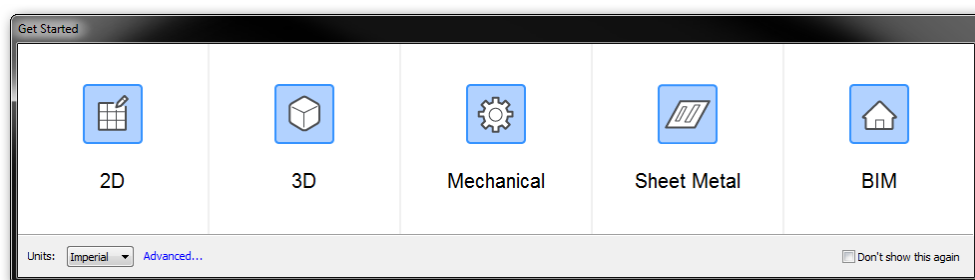 Get Started
2D
3D
Mechanical
Sheet Metal
BIM
Units: Imperial Advanced... Don't show this again